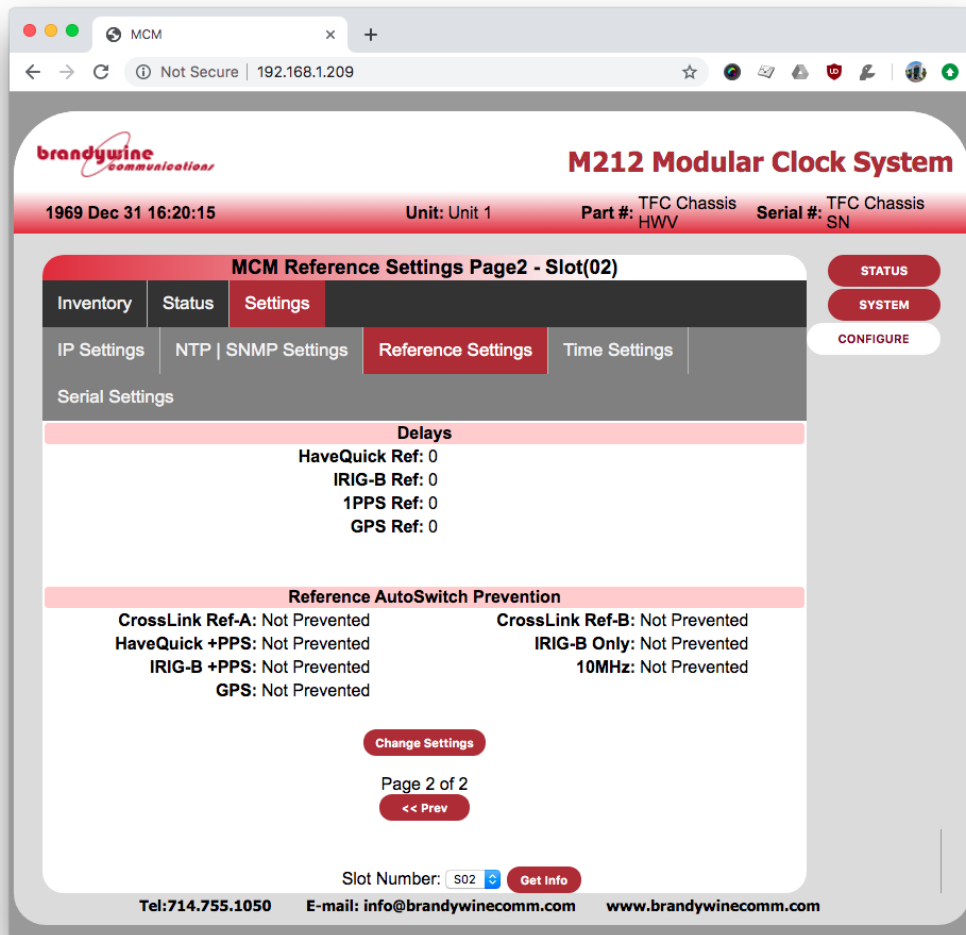 MCM
Not Secure | 192.168.1.209
brandywine
communications
M212 Modular Clock System
1969 Dec 31 16:20:15 Unit: Unit 1 Part #: TFC Chassis HWV Serial #: TFC Chassis SN
MCM Reference Settings Page2 - Slot(02)
STATUS
SYSTEM
CONFIGURE
Inventory Status Settings
IP Settings NTP | SNMP Settings Reference Settings Time Settings
Serial Settings
Delays
HaveQuick Ref: 0
IRIG-B Ref: 0
1PPS Ref: 0
GPS Ref: 0
Reference AutoSwitch Prevention
CrossLink Ref-A: Not Prevented CrossLink Ref-B: Not Prevented
HaveQuick +PPS: Not Prevented IRIG-B Only: Not Prevented
IRIG-B +PPS: Not Prevented 10MHz: Not Prevented
GPS: Not Prevented
Change Settings
Page 2 of 2
<< Prev
Slot Number: S02 Get Info
Tel:714.755.1050 E-mail: info@brandywinecomm.com www.brandywinecomm.com